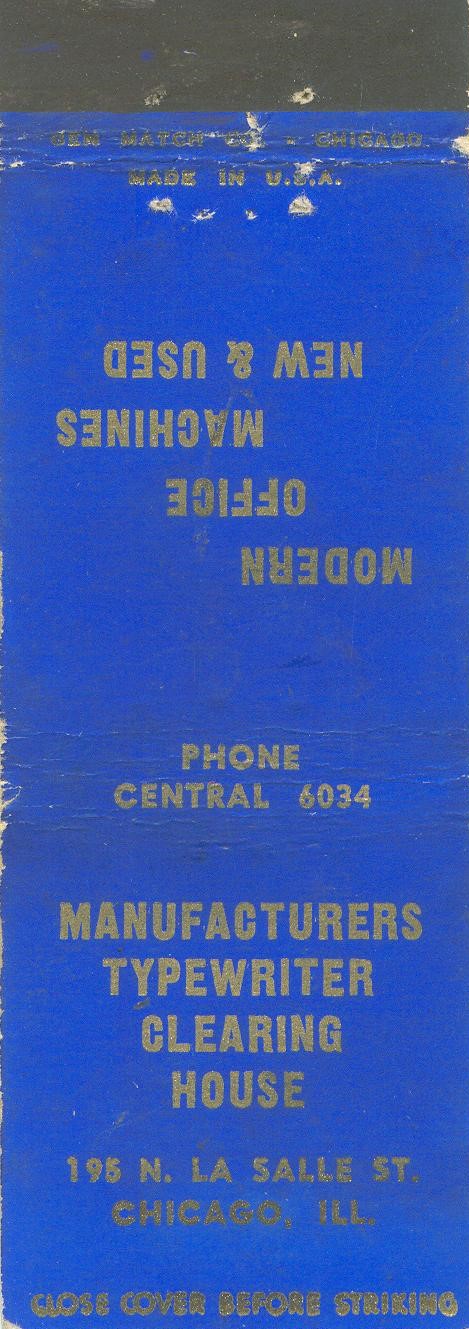 GEM MATCH CO. - CHICAGO
MADE IN U.S.A.
MODERN
OFFICE
MACHINES
NEW & USED
PHONE
CENTRAL 6034
MANUFACTURERS
TYPEWRITER
CLEARING
HOUSE
195 N. LA SALLE ST.
CHICAGO, ILL.
CLOSE COVER BEFORE STRIKING